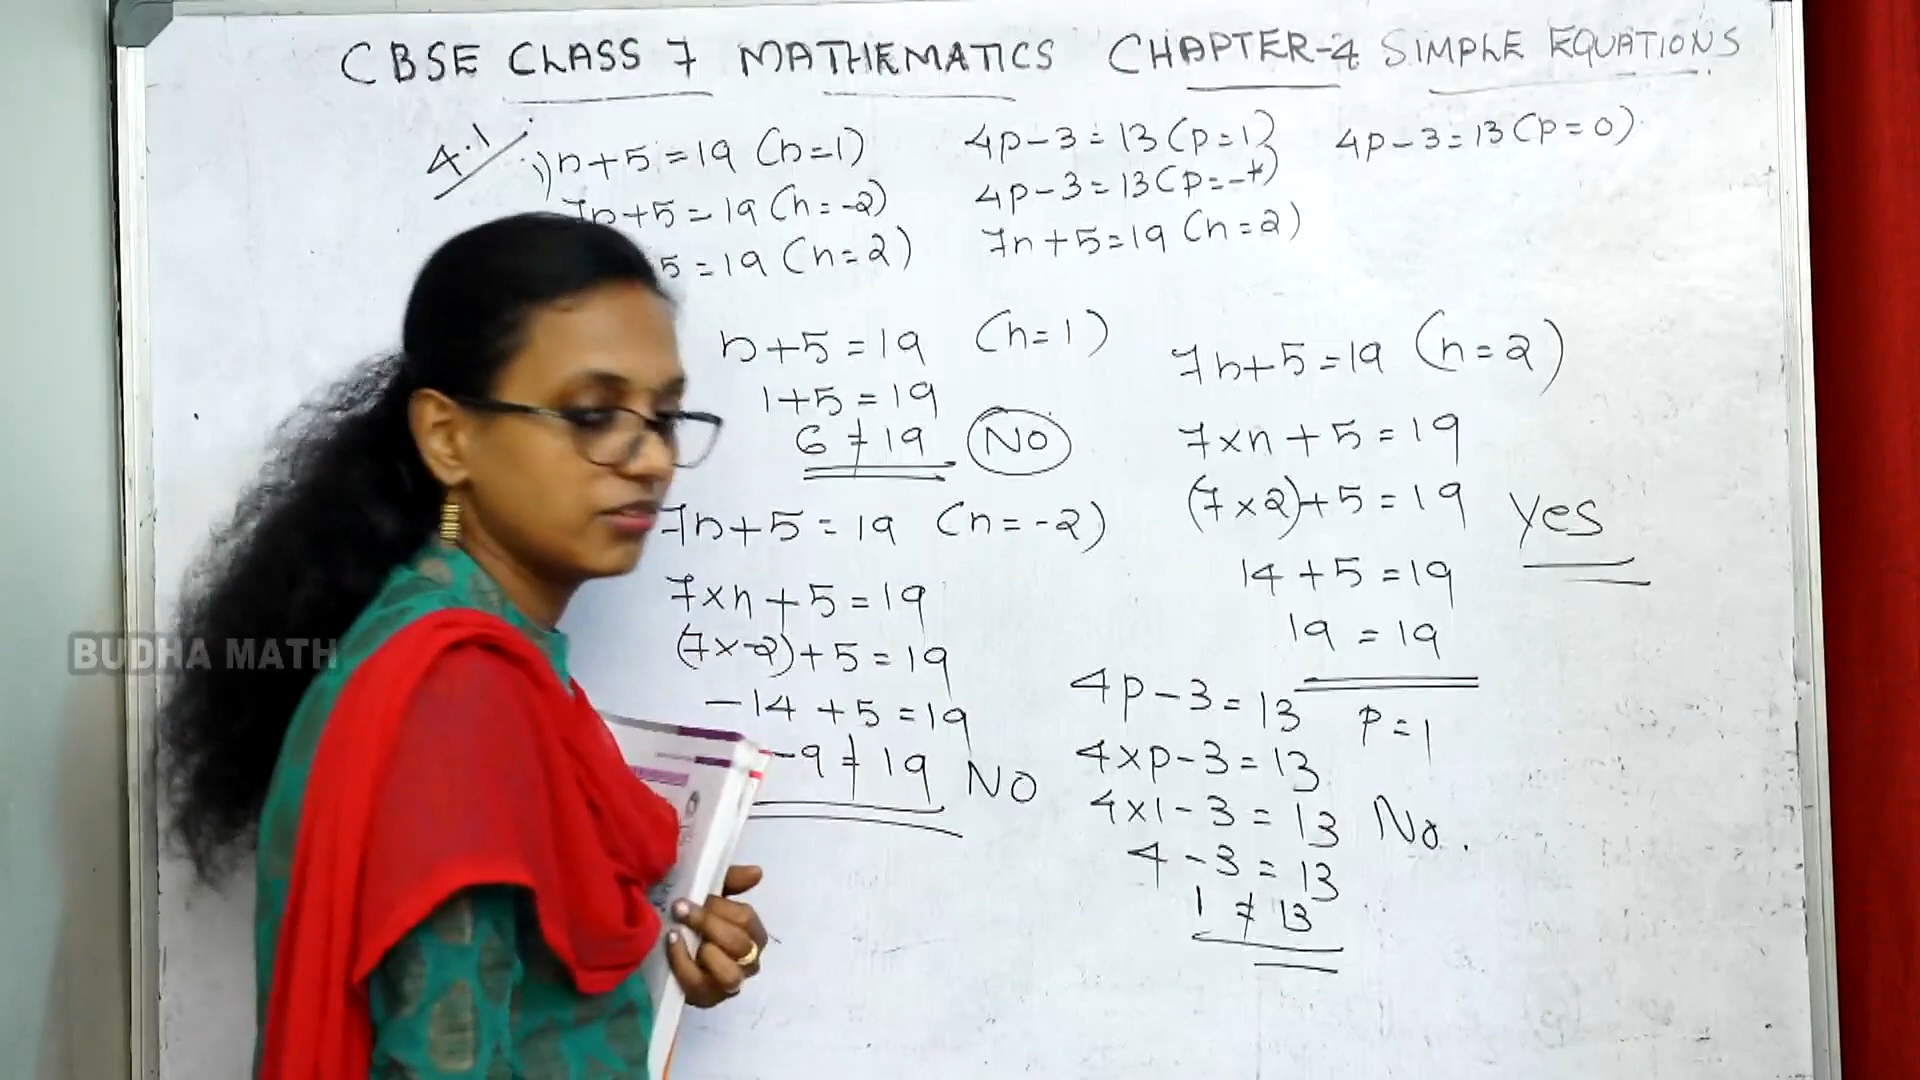 CBSE CLASS 7 MATHEMATICS CHAPTER-4 SIMPLE EQUATIONS
4.1
1) n+5=19 (n=1)
7n+5=19 (n=-2)
5=19 (n=2)
4p-3=13 (p=1)
4p-3=13 (p=-4)
7n+5=19 (n=2)
4p-3=13 (p=0)
n+5=19 (n=1)
1+5=19
6≠19 NO
7n+5=19 (n=-2)
7×n+5=19
(7×-2)+5=19
-14+5=19
-9≠19 NO
7n+5=19 (n=2)
7×n+5=19
(7×2)+5=19 Yes
14+5=19
19=19
4p-3=13 p=1
4×p-3=13
4×1-3=13 No.
4-3=13
1≠13
BUDHA MATH